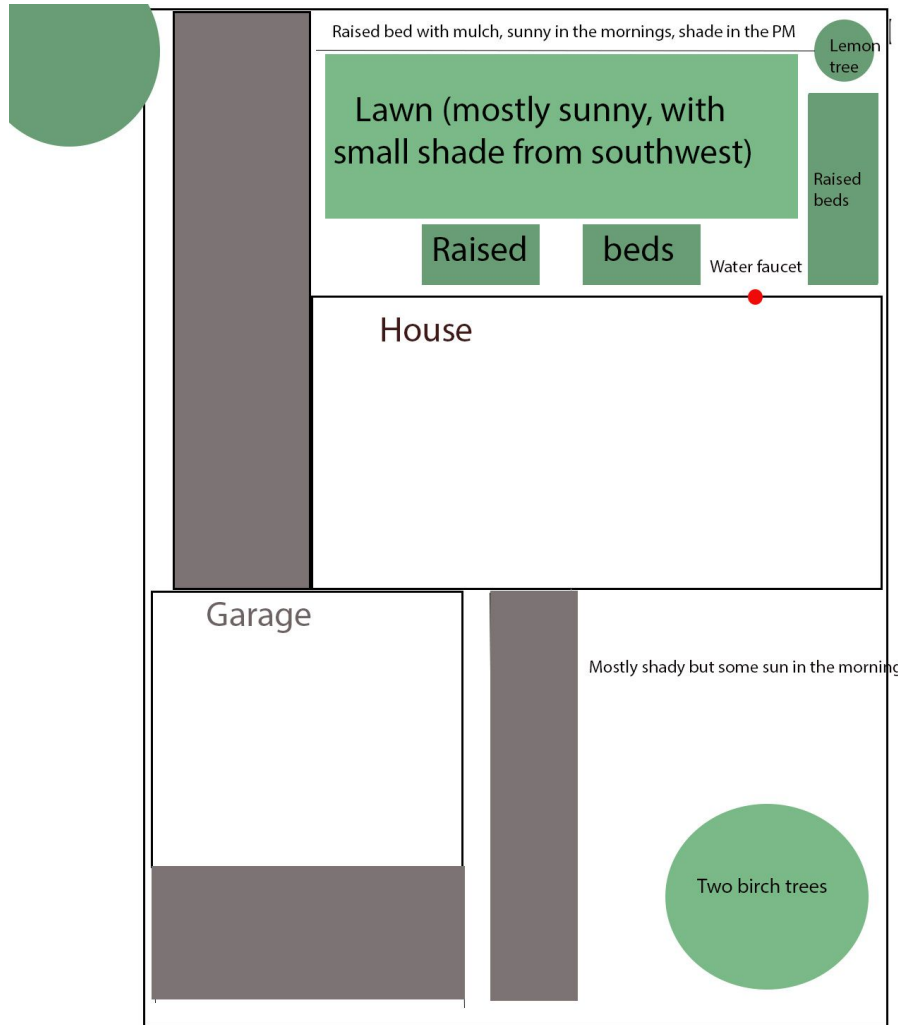 Raised bed with mulch, sunny in the mornings, shade in the PM
Lemon
tree
Lawn (mostly sunny, with
small shade from southwest)
Raised
beds
Raised
beds
Water faucet
House
Garage
Mostly shady but some sun in the morning
Two birch trees